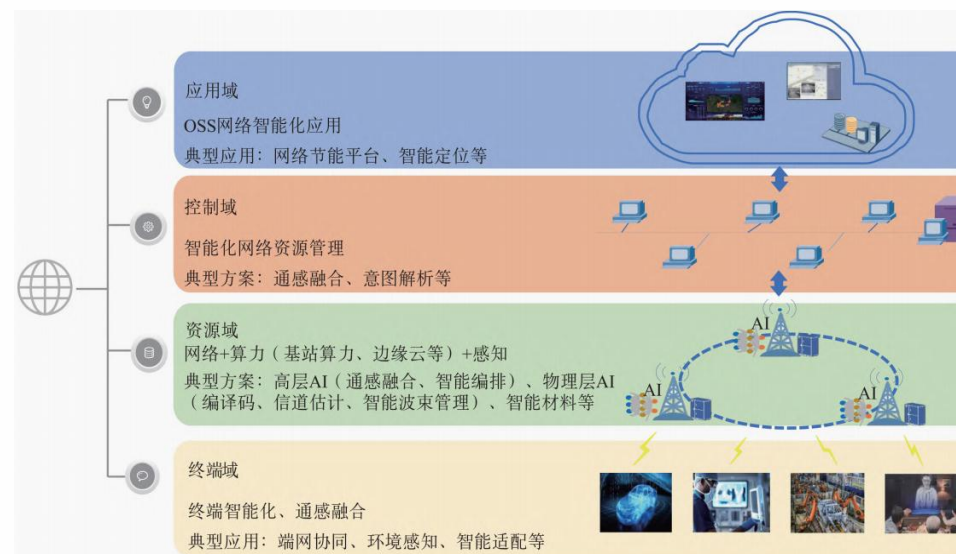 应用域
OSS网络智能化应用
典型应用：网络节能平台、智能定位等
控制域
智能化网络资源管理
典型方案：通感融合、意图解析等
资源域
网络+算力（基站算力、边缘云等）+感知
典型方案：高层AI（通感融合、智能编排）、物理层AI
（编译码、信道估计、智能波束管理）、智能材料等
AI
AI
AI
终端域
终端智能化、通感融合
典型应用：端网协同、环境感知、智能适配等